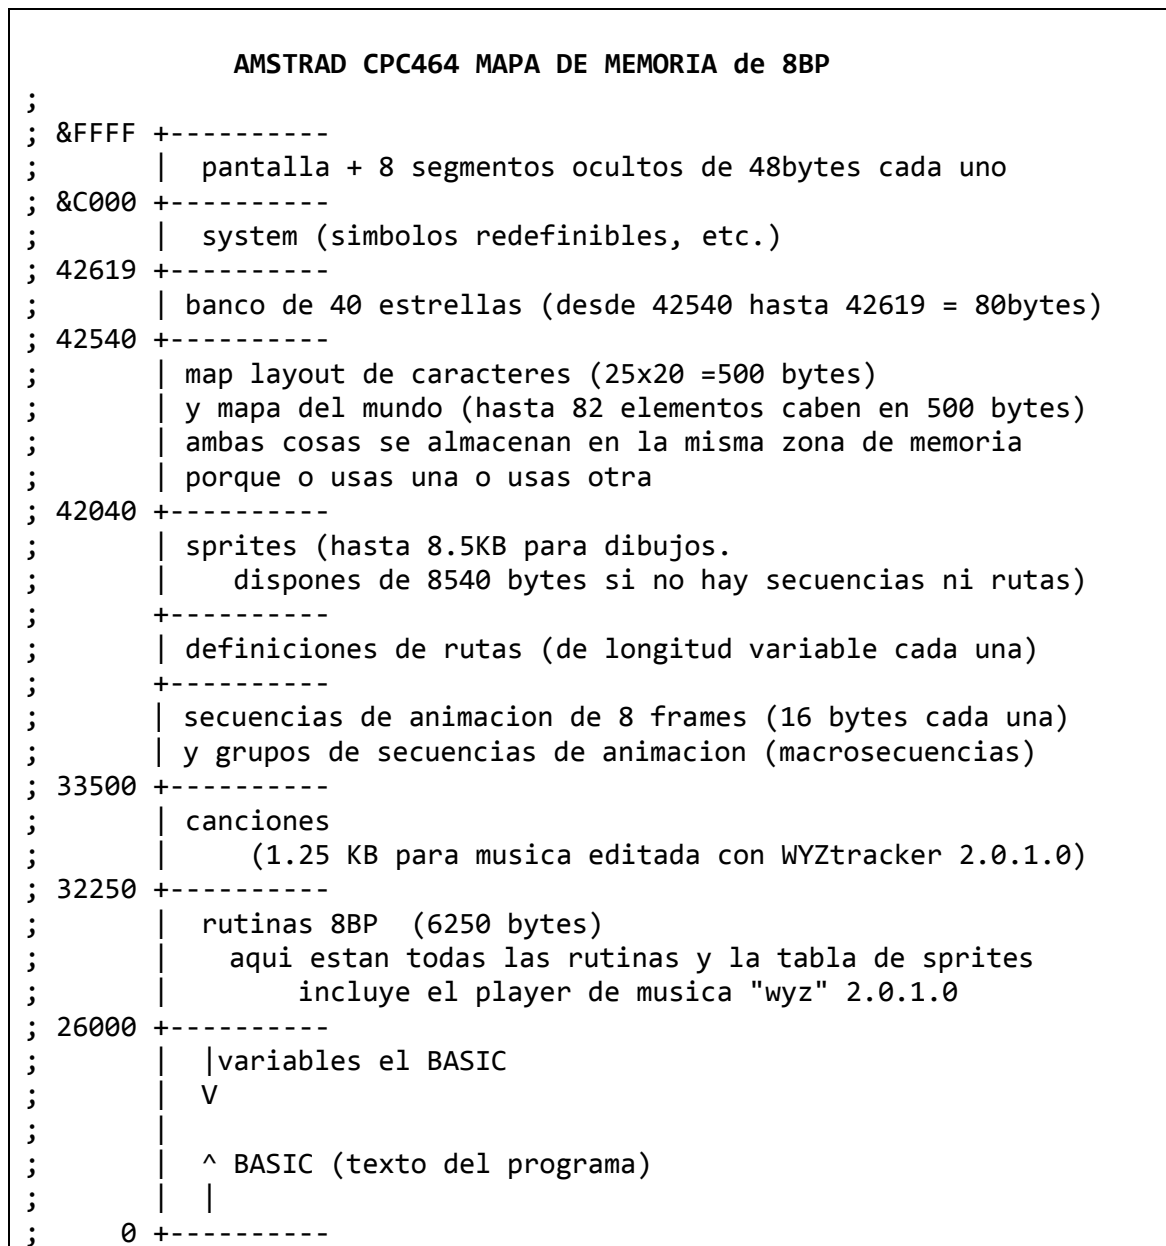 AMSTRAD CPC464 MAPA DE MEMORIA de 8BP
;
; &FFFF +----------
;       |  pantalla + 8 segmentos ocultos de 48bytes cada uno
; &C000 +----------
;       |  system (simbolos redefinibles, etc.)
; 42619 +----------
;       | banco de 40 estrellas (desde 42540 hasta 42619 = 80bytes)
; 42540 +----------
;       | map layout de caracteres (25x20 =500 bytes)
;       | y mapa del mundo (hasta 82 elementos caben en 500 bytes)
;       | ambas cosas se almacenan en la misma zona de memoria
;       | porque o usas una o usas otra
; 42040 +----------
;       | sprites (hasta 8.5KB para dibujos.
;       |    dispones de 8540 bytes si no hay secuencias ni rutas)
;       +----------
;       | definiciones de rutas (de longitud variable cada una)
;       +----------
;       | secuencias de animacion de 8 frames (16 bytes cada una)
;       | y grupos de secuencias de animacion (macrosecuencias)
; 33500 +----------
;       | canciones
;       |     (1.25 KB para musica editada con WYZtracker 2.0.1.0)
; 32250 +----------
;       |  rutinas 8BP  (6250 bytes)
;       |    aqui estan todas las rutinas y la tabla de sprites
;       |        incluye el player de musica "wyz" 2.0.1.0
; 26000 +----------
;       |  |variables el BASIC
;       |  V
;       |
;       |  ^ BASIC (texto del programa)
;       |  |
;     0 +----------